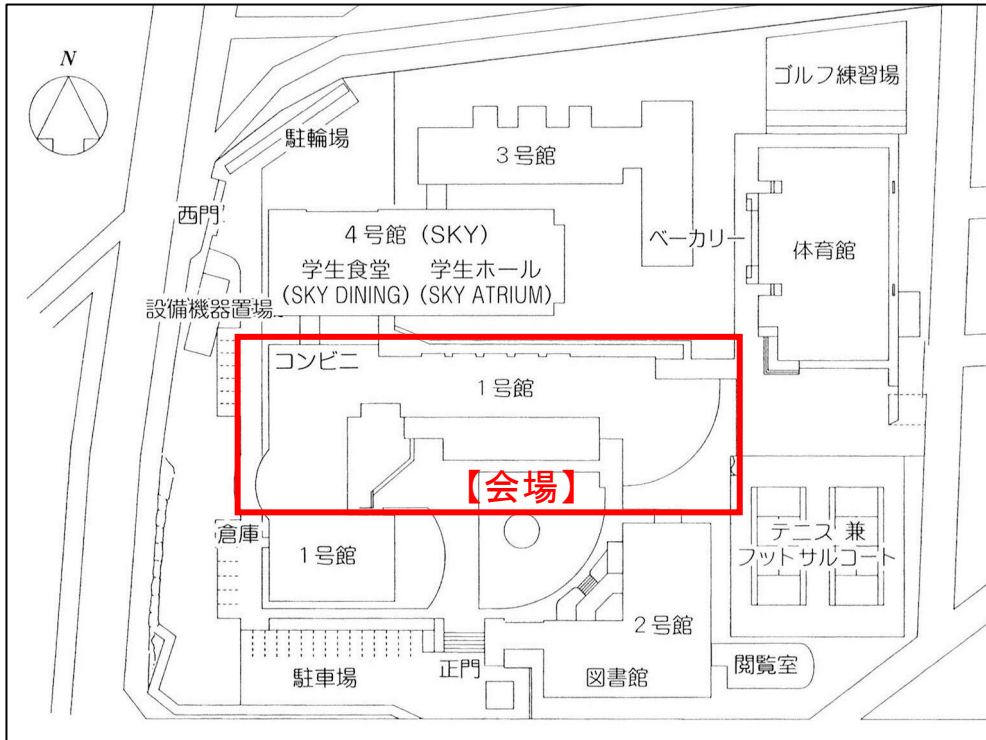 N
ゴルフ練習場
駐輪場
3号館
西門
4号館 (SKY)
ベーカリー
体育館
学生食堂
学生ホール
(SKY DINING)
(SKY ATRIUM)
設備機器置場
コンビニ
1号館
【会場】
倉庫
1号館
テニス 兼
フットサルコート
2号館
正門
閲覧室
駐車場
図書館